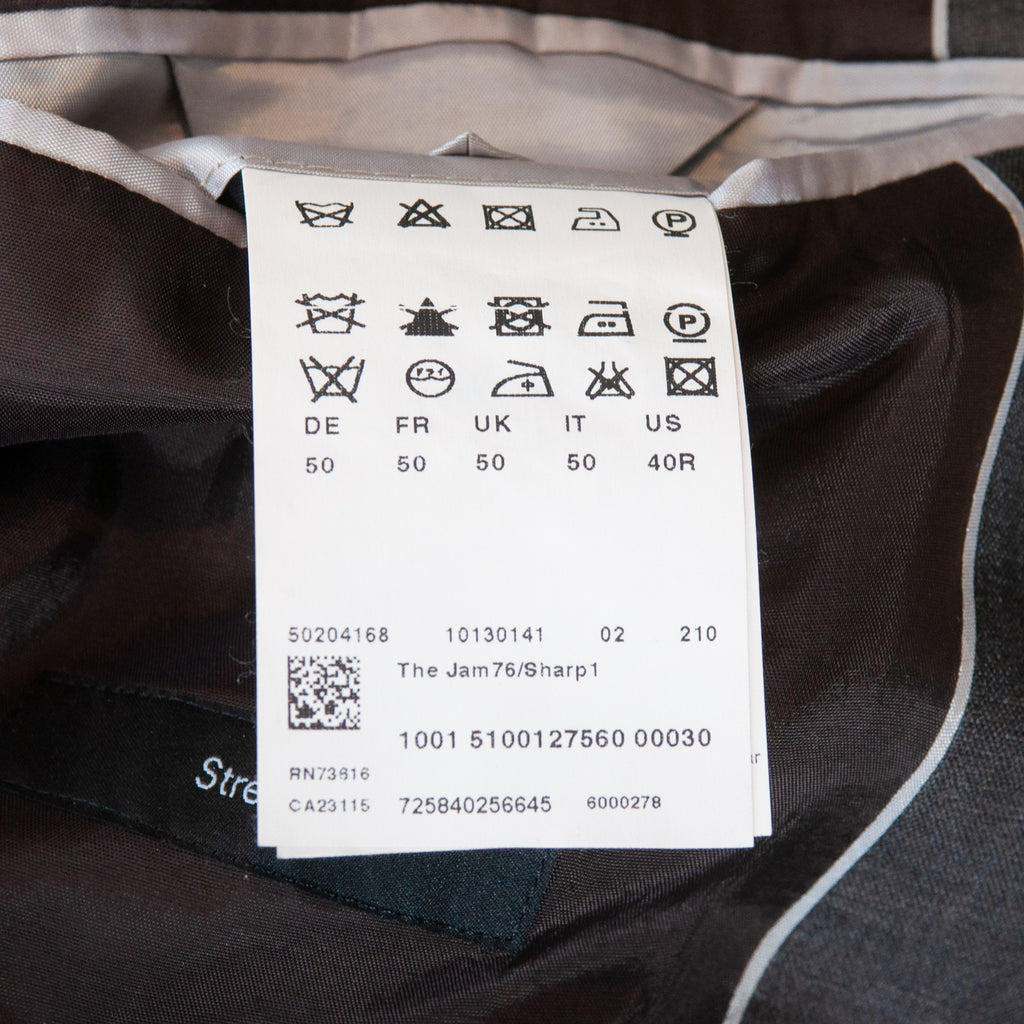 DE FR UK IT US
50 50 50 50 40R
50204168 10130141 02 210
The Jam76/Sharp1
1001 5100127560 00030
RN73616
CA23115 725840256645 6000278
Stre